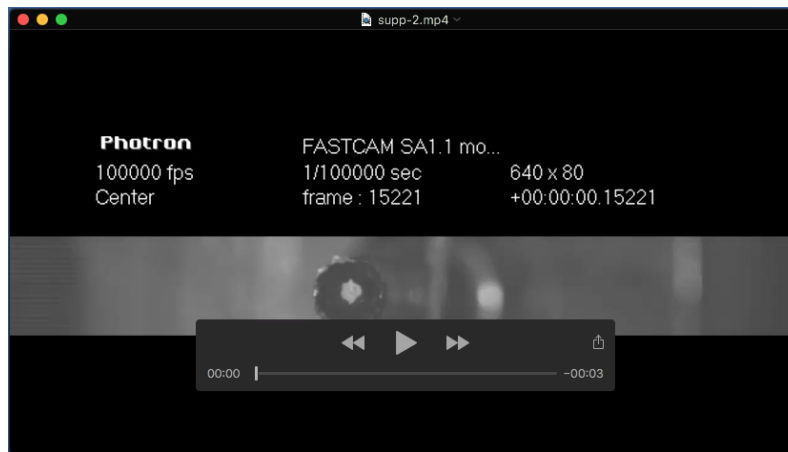 supp-2.mp4
Photron FASTCAM SA1.1 mo...
100000 fps 1/100000 sec 640 x 80
Center frame : 15221 +00:00:00.15221
00:00 -00:03